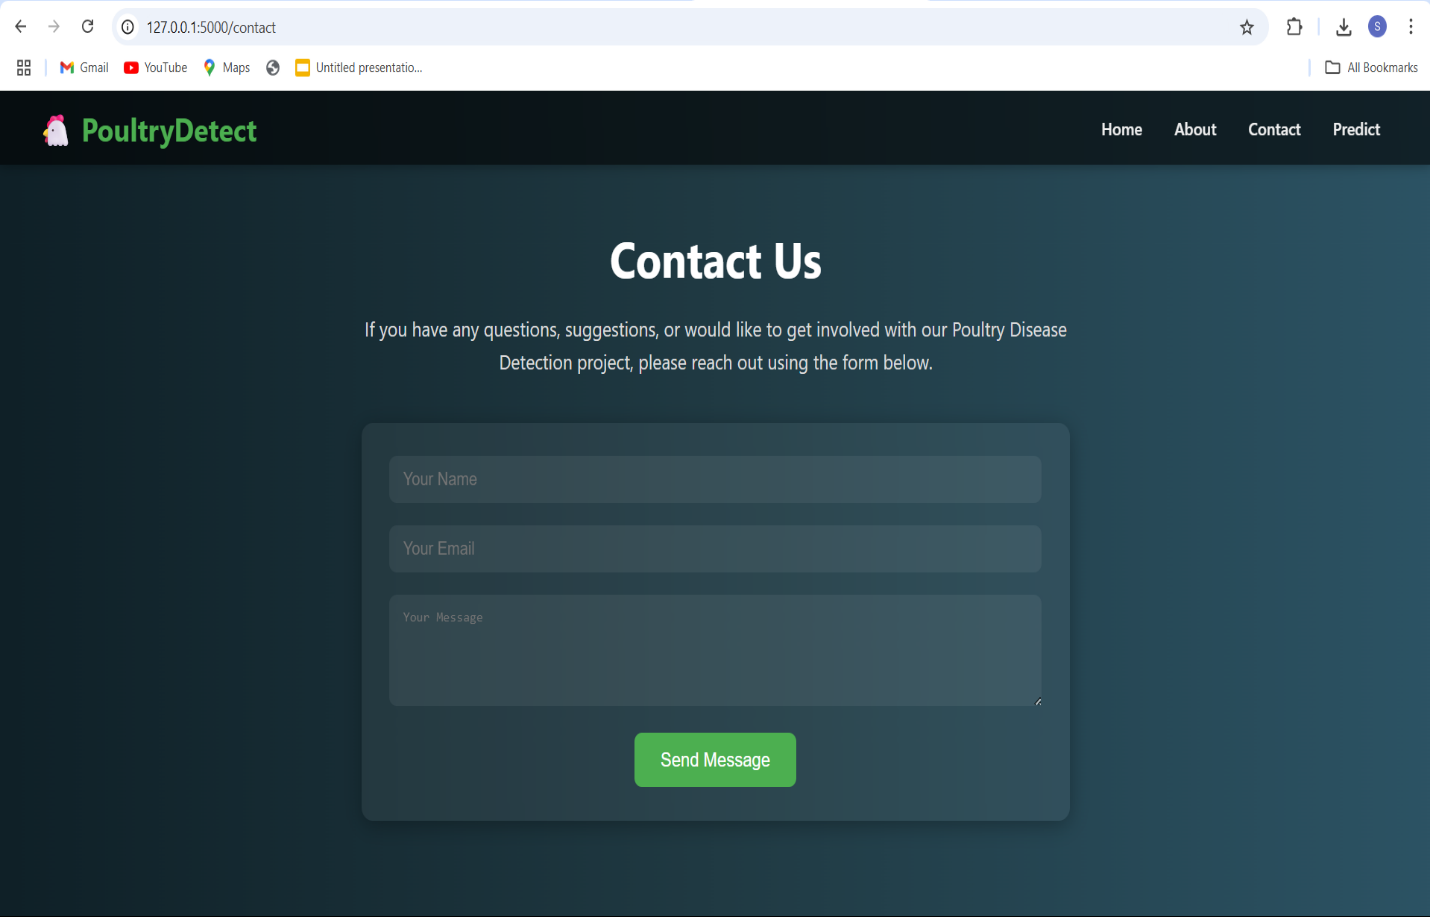 127.0.0.1:5000/contact
S
Gmail
YouTube
Maps
Untitled presentatio...
All Bookmarks
PoultryDetect
Home
About
Contact
Predict
Contact Us
If you have any questions, suggestions, or would like to get involved with our Poultry Disease
Detection project, please reach out using the form below.
Your Name
Your Email
Your Message
Send Message